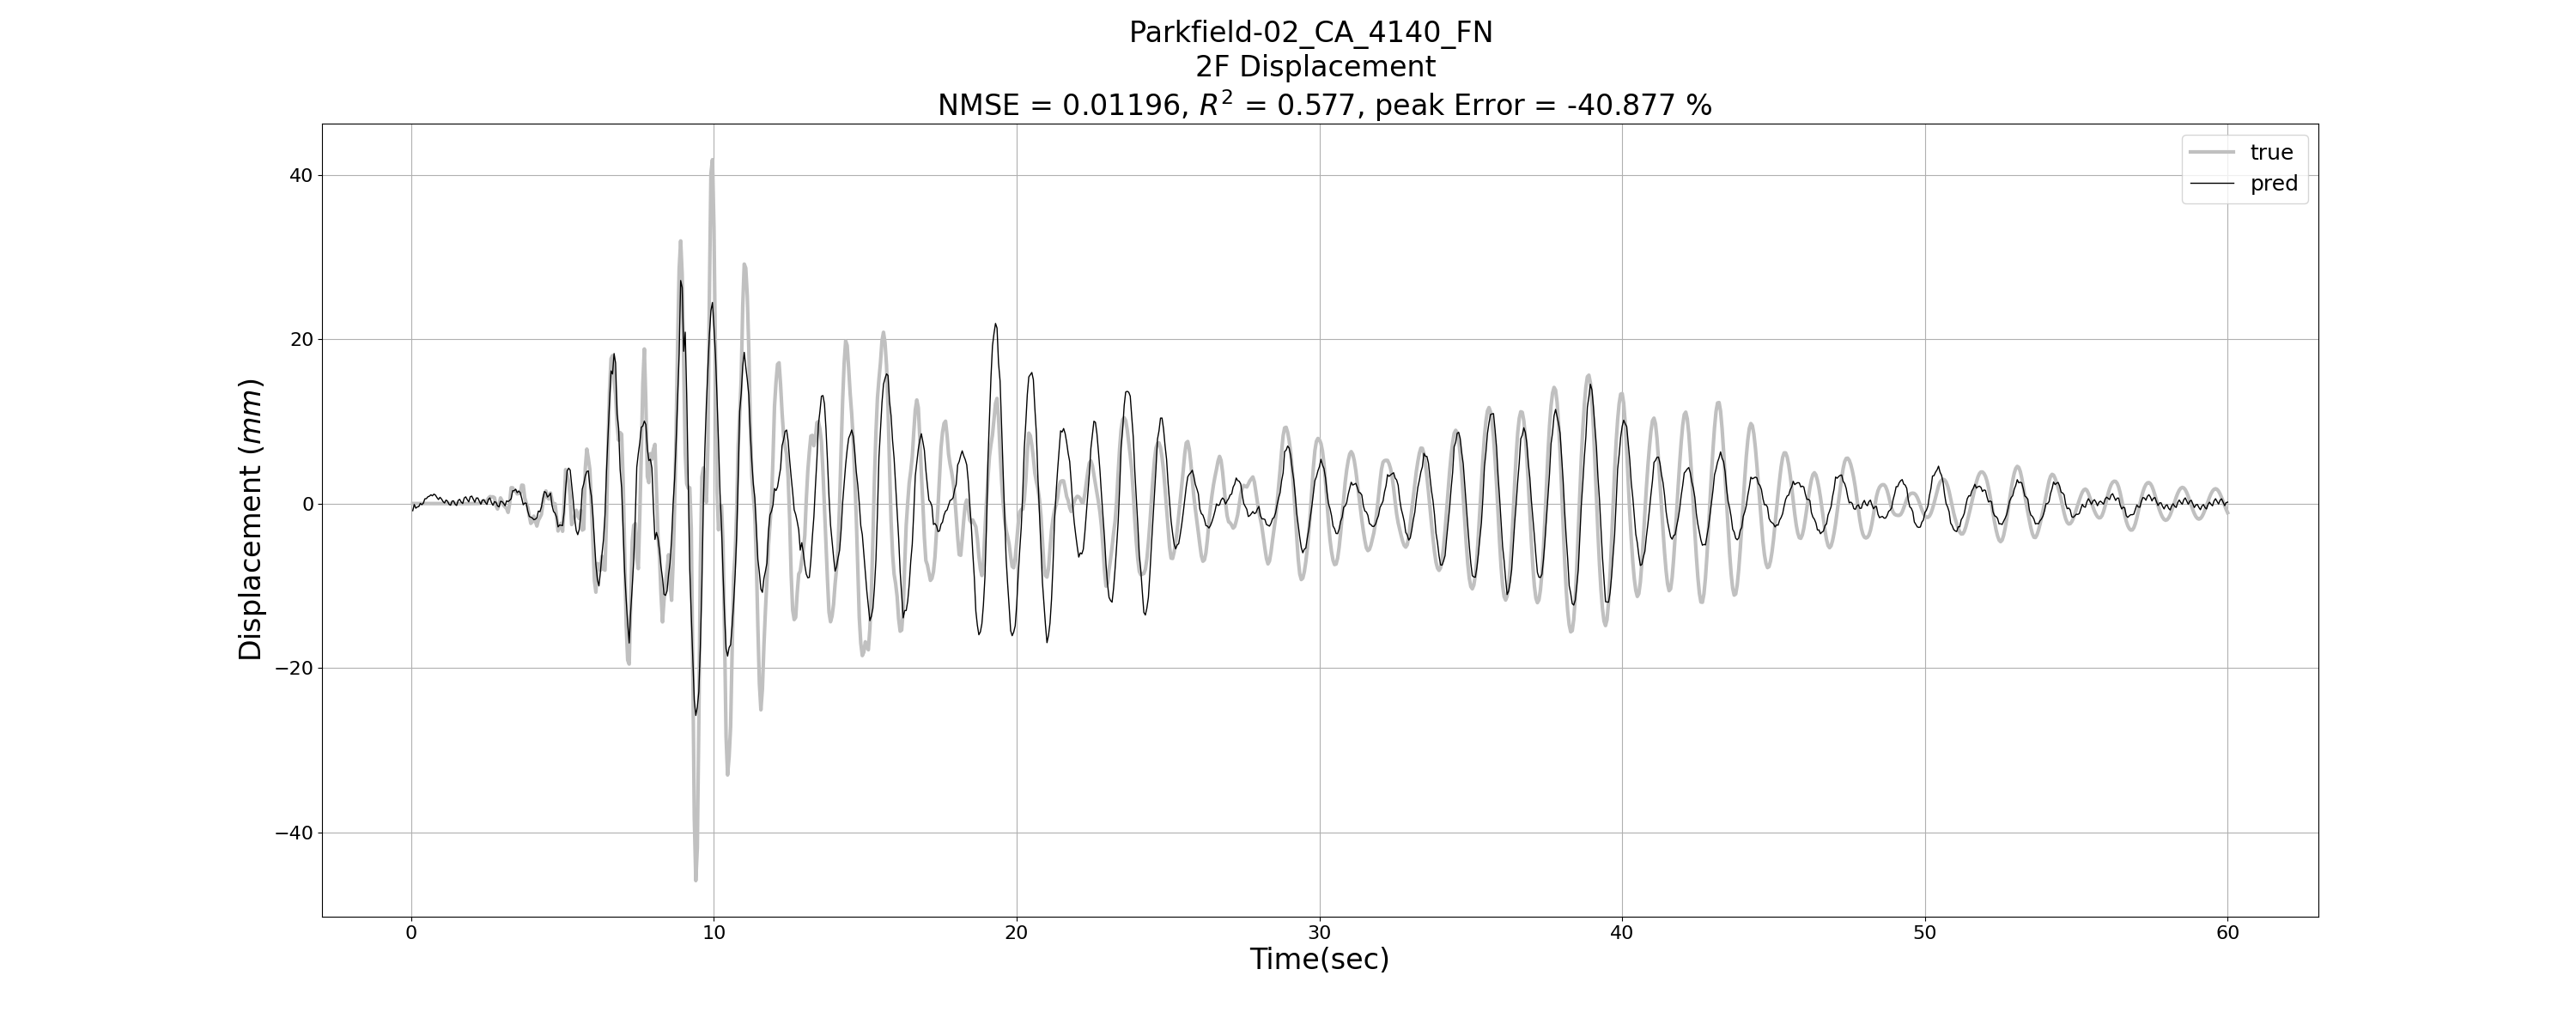 Parkfield-02_CA_4140_FN
2F Displacement
NMSE = 0.01196, R² = 0.577, peak Error = -40.877 %
true
pred
40
20
0
−20
−40
Displacement (mm)
0 10 20 30 40 50 60
Time(sec)